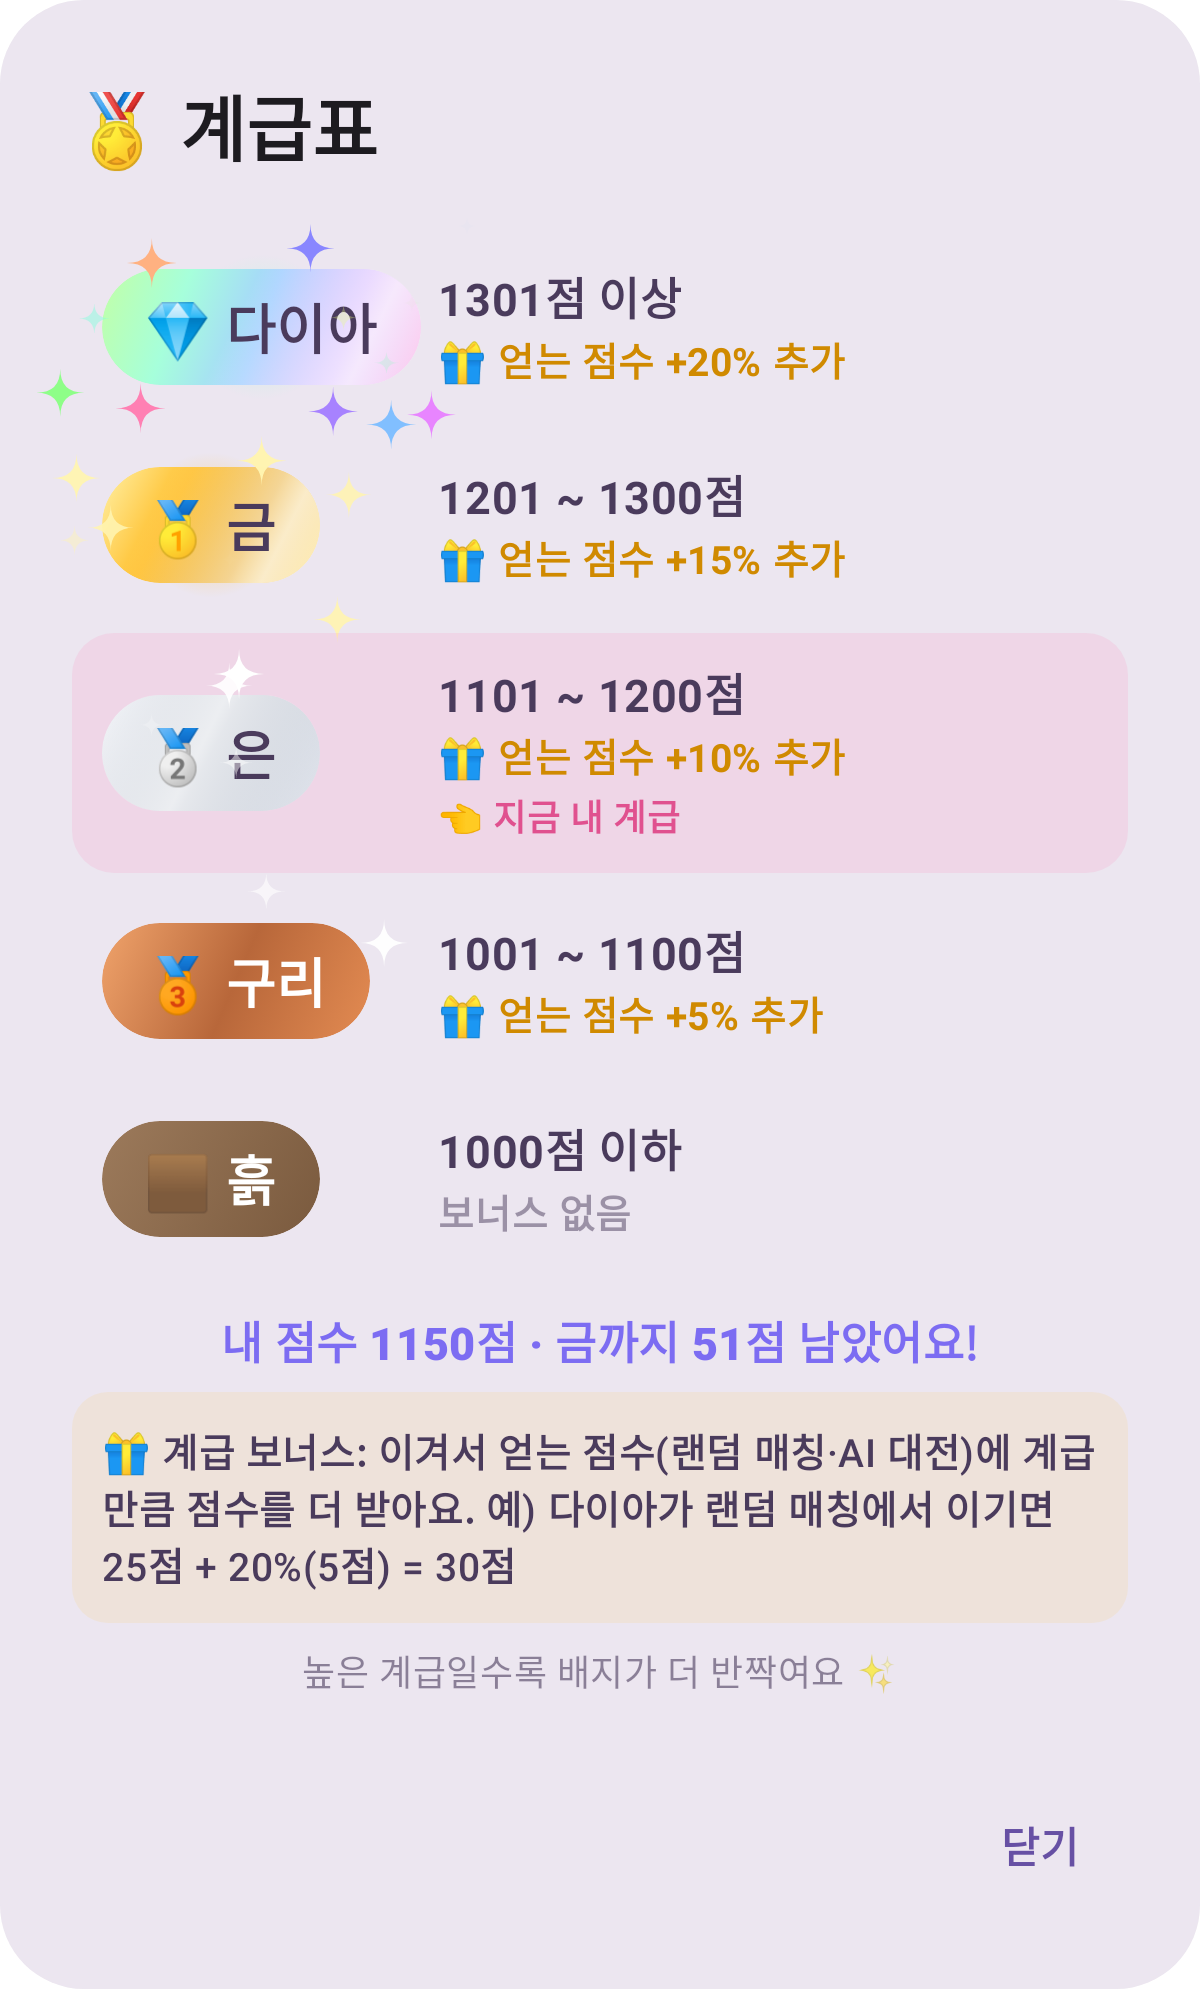 계급표
다이아
1301점 이상
얻는 점수 +20% 추가
1
금
1201 ~ 1300점
얻는 점수 +15% 추가
2
은
1101 ~ 1200점
얻는 점수 +10% 추가
지금 내 계급
3
구리
1001 ~ 1100점
얻는 점수 +5% 추가
흙
1000점 이하
보너스 없음
내 점수 1150점 · 금까지 51점 남았어요!
계급 보너스: 이겨서 얻는 점수(랜덤 매칭·AI 대전)에 계급
만큼 점수를 더 받아요. 예) 다이아가 랜덤 매칭에서 이기면
25점 + 20%(5점) = 30점
높은 계급일수록 배지가 더 반짝여요
닫기